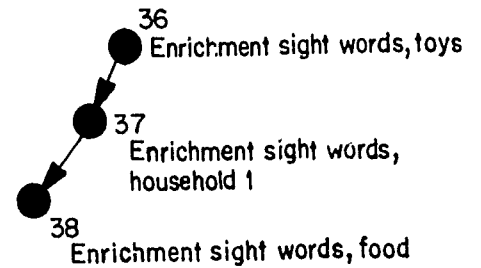 36
Enrichment sight words, toys
37
Enrichment sight words,
household 1
38
Enrichment sight words, food